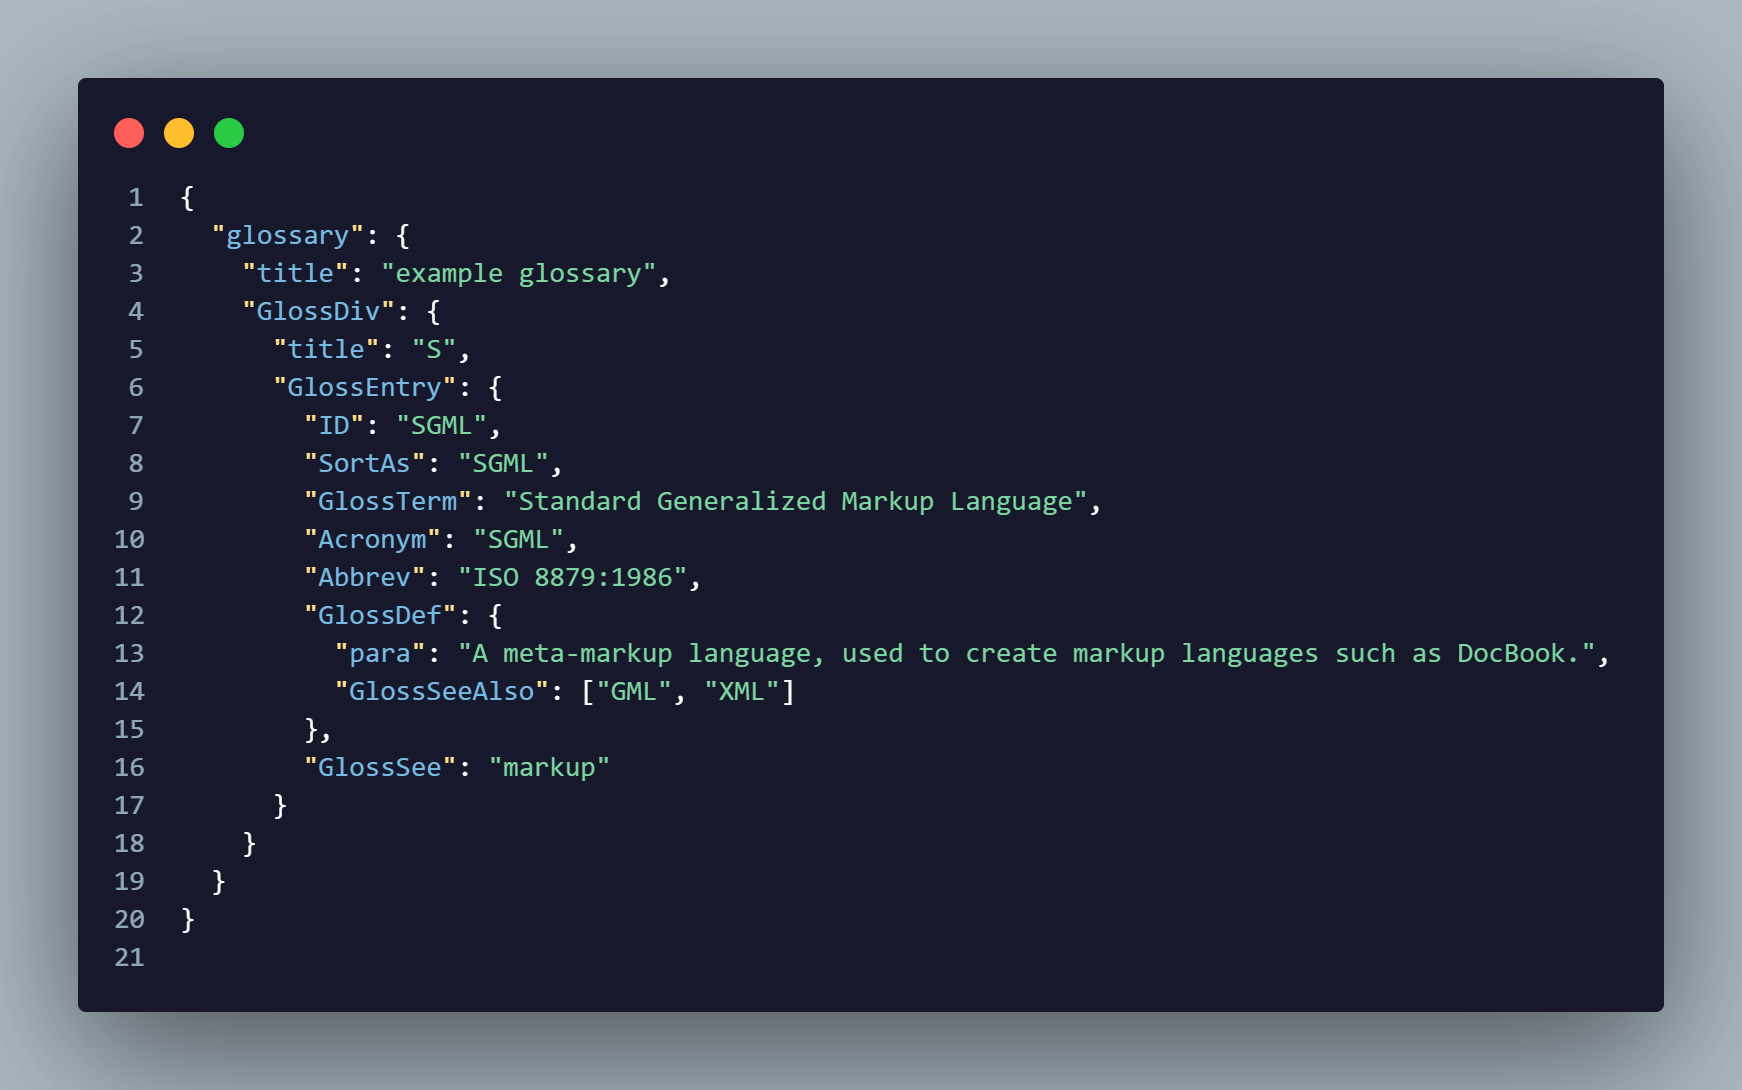 1 {
2   "glossary": {
3     "title": "example glossary",
4     "GlossDiv": {
5       "title": "S",
6       "GlossEntry": {
7         "ID": "SGML",
8         "SortAs": "SGML",
9         "GlossTerm": "Standard Generalized Markup Language",
10         "Acronym": "SGML",
11         "Abbrev": "ISO 8879:1986",
12         "GlossDef": {
13           "para": "A meta-markup language, used to create markup languages such as DocBook.",
14           "GlossSeeAlso": ["GML", "XML"]
15         },
16         "GlossSee": "markup"
17       }
18     }
19   }
20 }
21